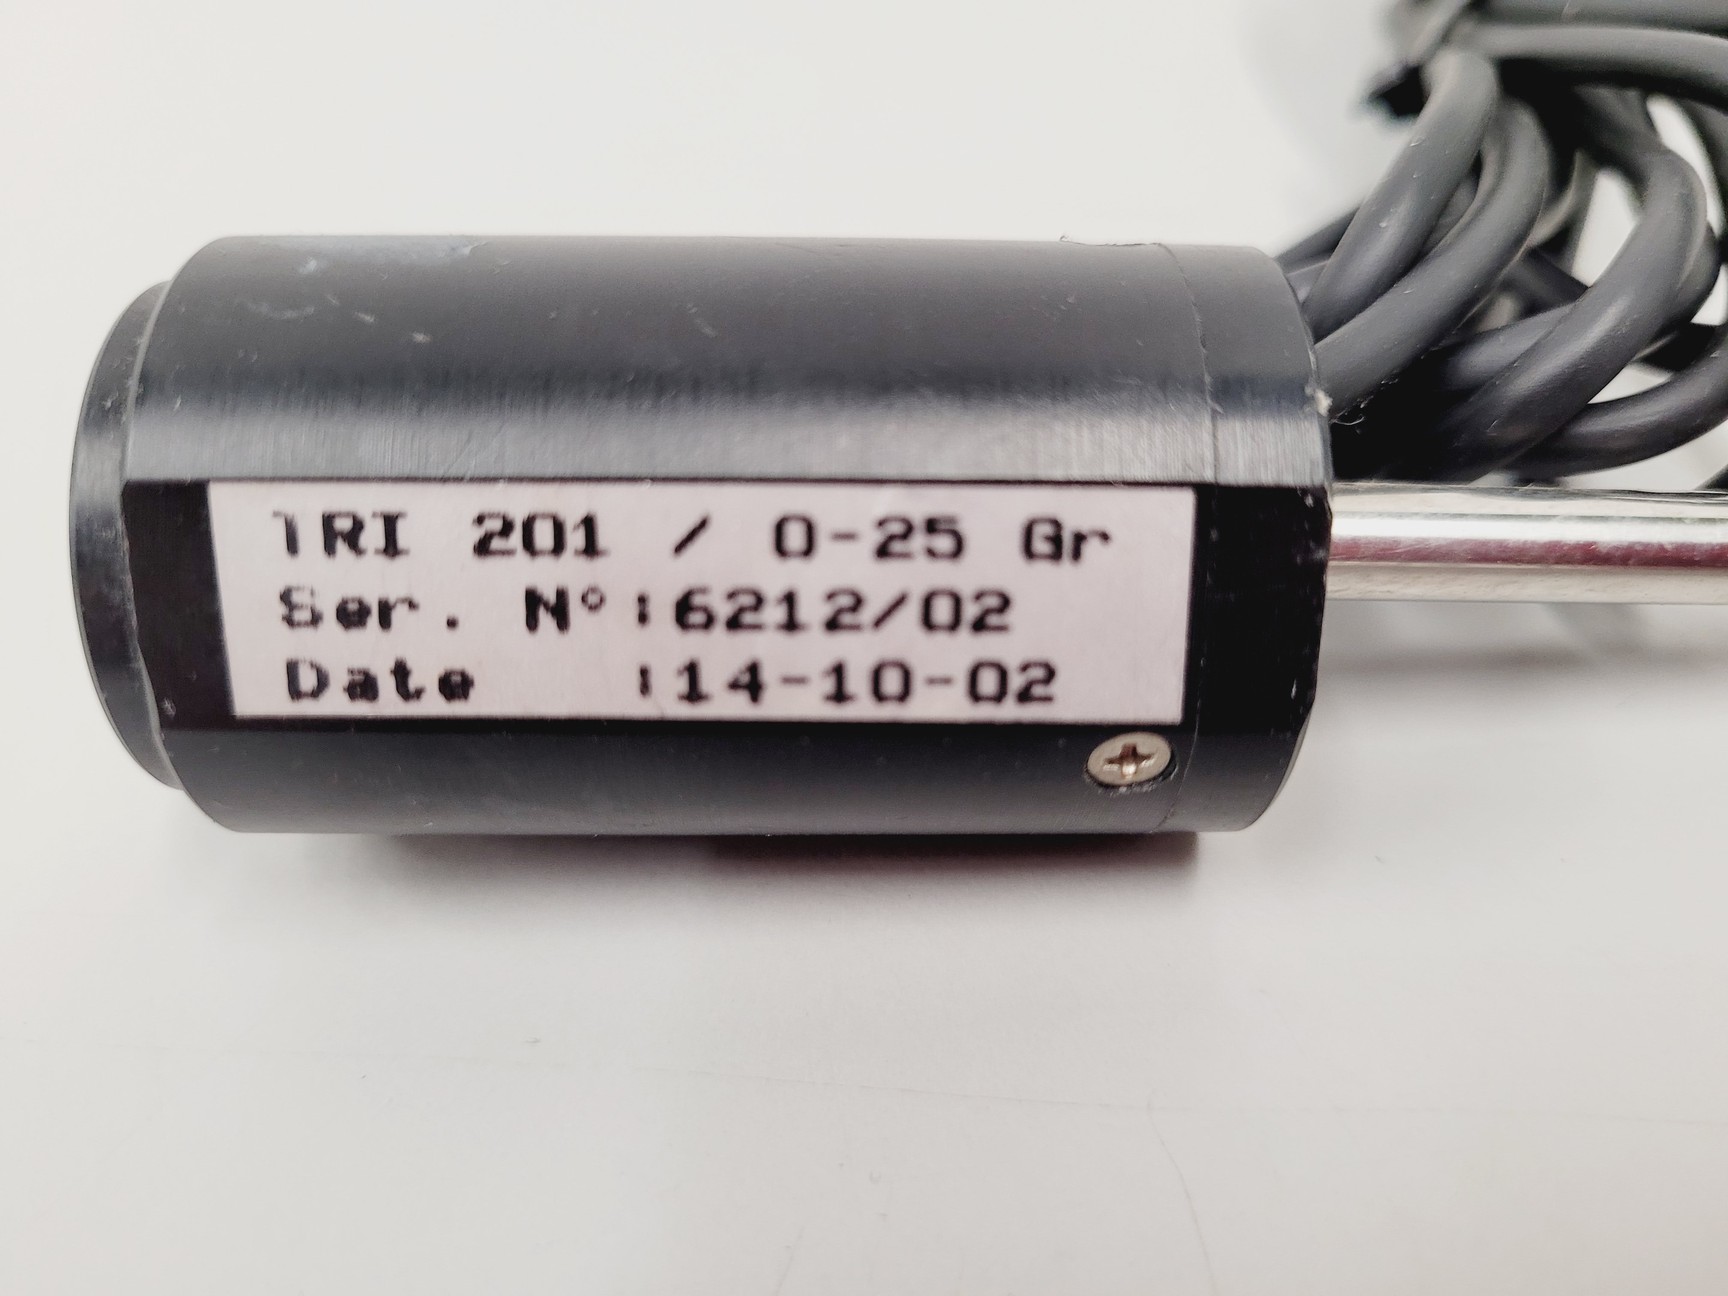 TRI 201 / 0-25 Gr
Ser. N°:6212/02
Date :14-10-02